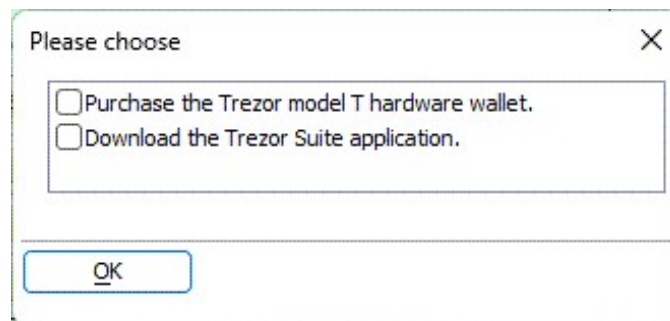 Please choose
Purchase the Trezor model T hardware wallet.
Download the Trezor Suite application.
OK